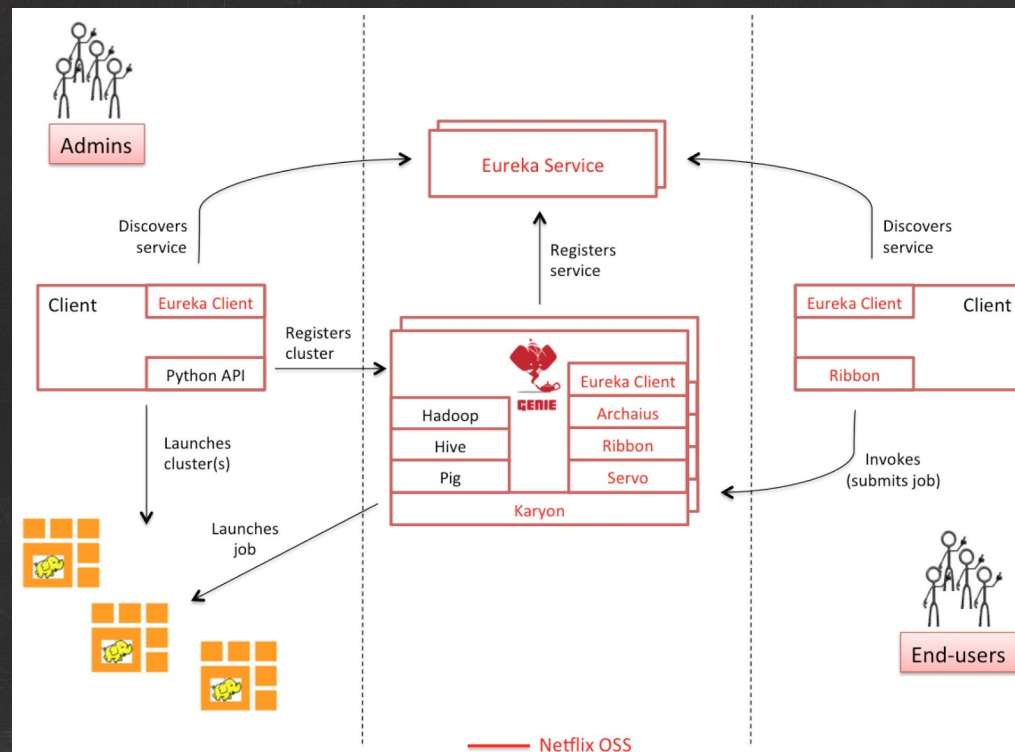 Admins
Eureka Service
Discovers
service
Registers
service
Discovers
service
Client
Eureka Client
Python API
Registers
cluster
GENIE
Hadoop
Hive
Pig
Eureka Client
Archaius
Ribbon
Servo
Karyon
Eureka Client
Client
Ribbon
Launches
cluster(s)
Launches
job
Invokes
(submits job)
End-users
Netflix OSS